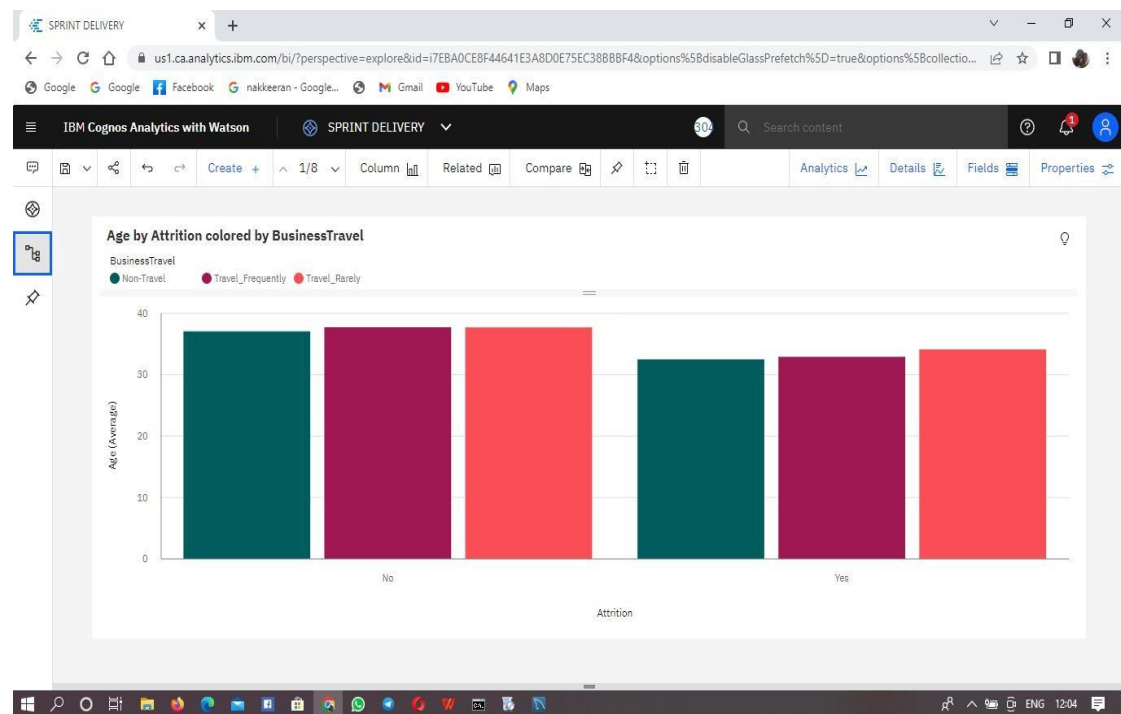 SPRINT DELIVERY
us1.ca.analytics.ibm.com/bi/?perspective=explore&id=i7EBA0CE8F44641E3A8D0E75EC38BBBF4&options%5BdisableGlassPrefetch%5D=true&options%5Bcollectio...
Google Google Facebook nakkeeran - Google... Gmail YouTube Maps
IBM Cognos Analytics with Watson SPRINT DELIVERY 304 Search content 1
Create + 1/8 Column Related Compare Analytics Details Fields Properties
Age by Attrition colored by BusinessTravel
BusinessTravel
Non-Travel Travel_Frequently Travel_Rarely
40
30
20
10
0
Age (Average)
No Yes
Attrition
ENG 12:04